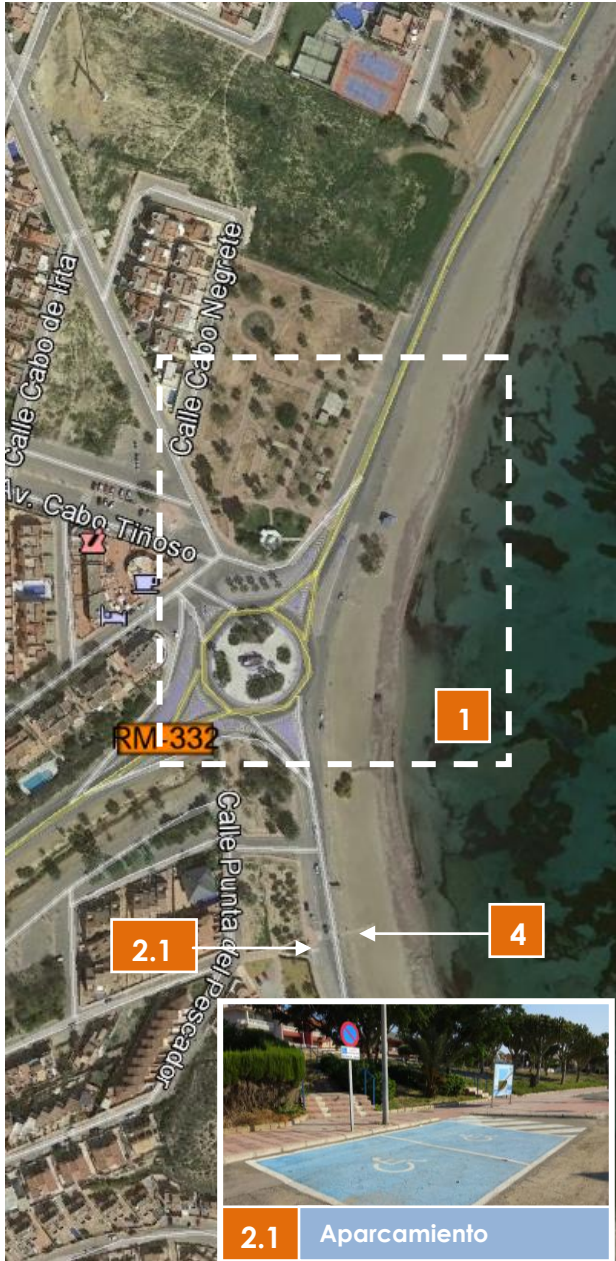 Calle Cabo de Irta
Calle Cabo Negrete
Av. Cabo Tiñoso
1
RM-332
Calle Punta del Pescador
2.1
4
2.1
Aparcamiento